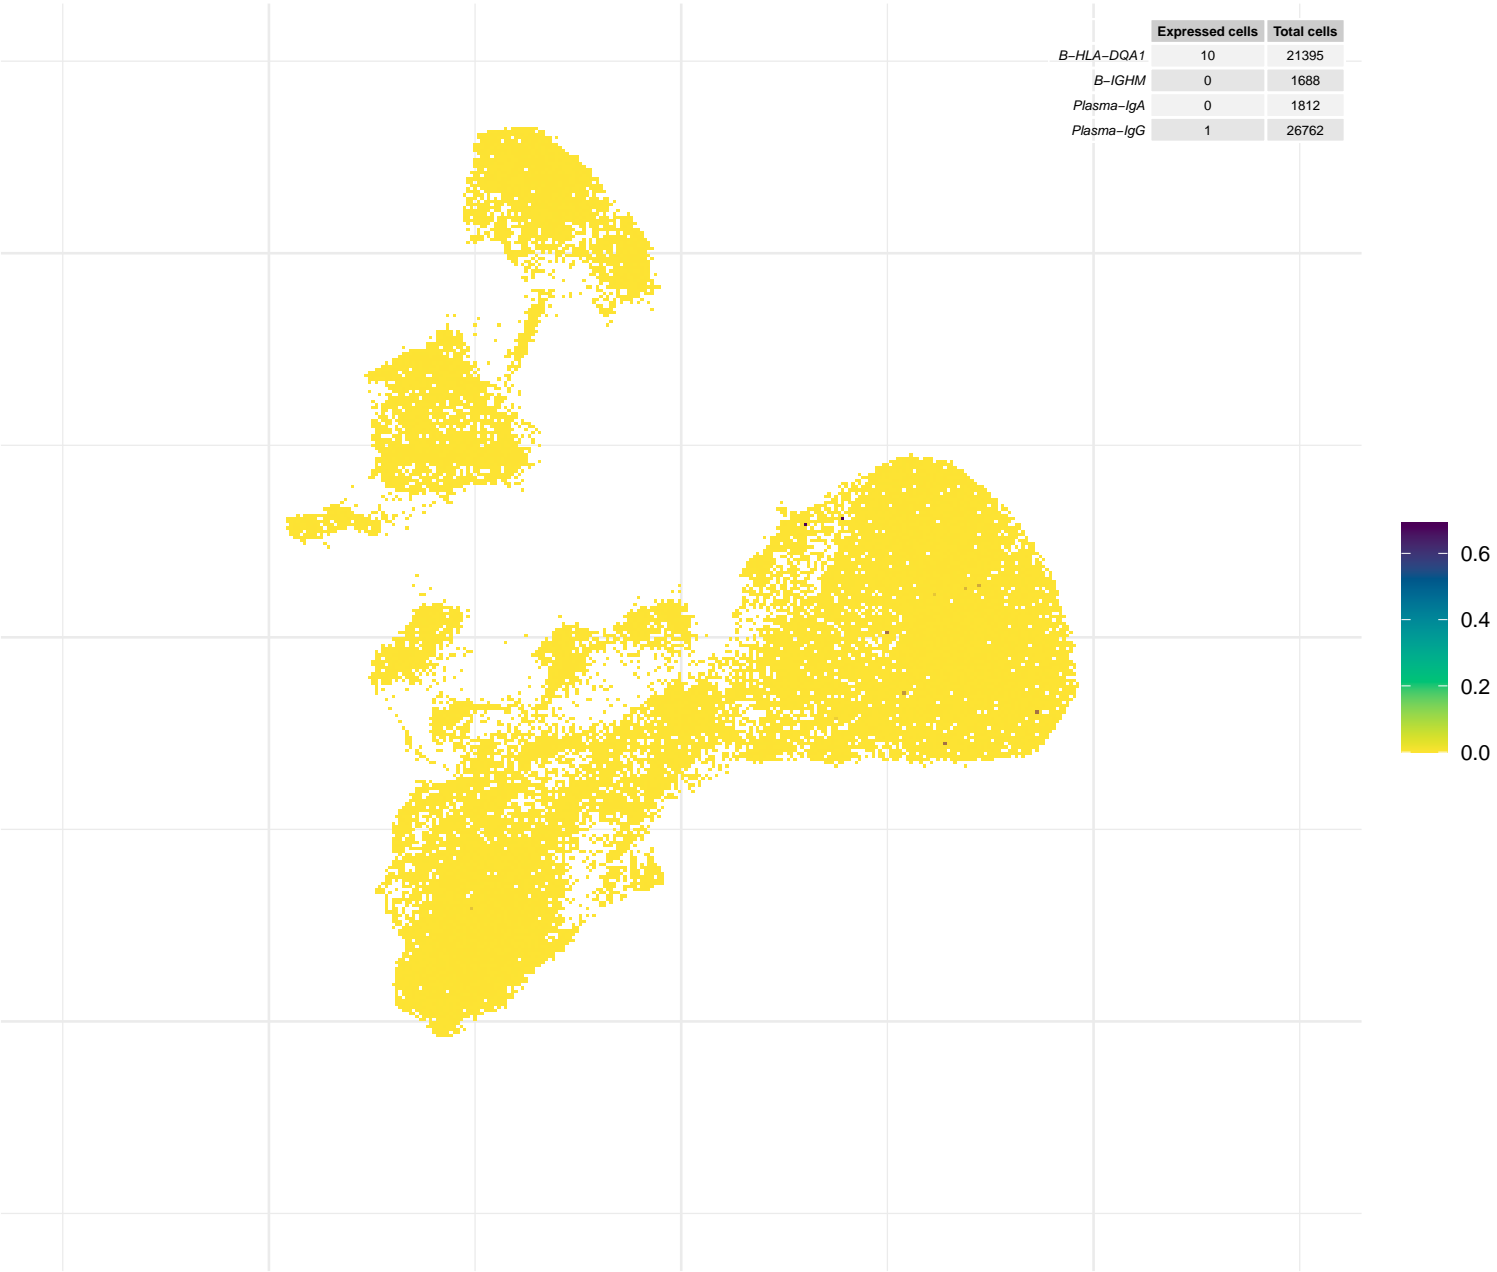 Expressed cells Total cells
B−HLA−DQA1 10 21395
B−IGHM 0 1688
Plasma−IgA 0 1812
Plasma−IgG 1 26762
0.6
0.4
0.2
0.0